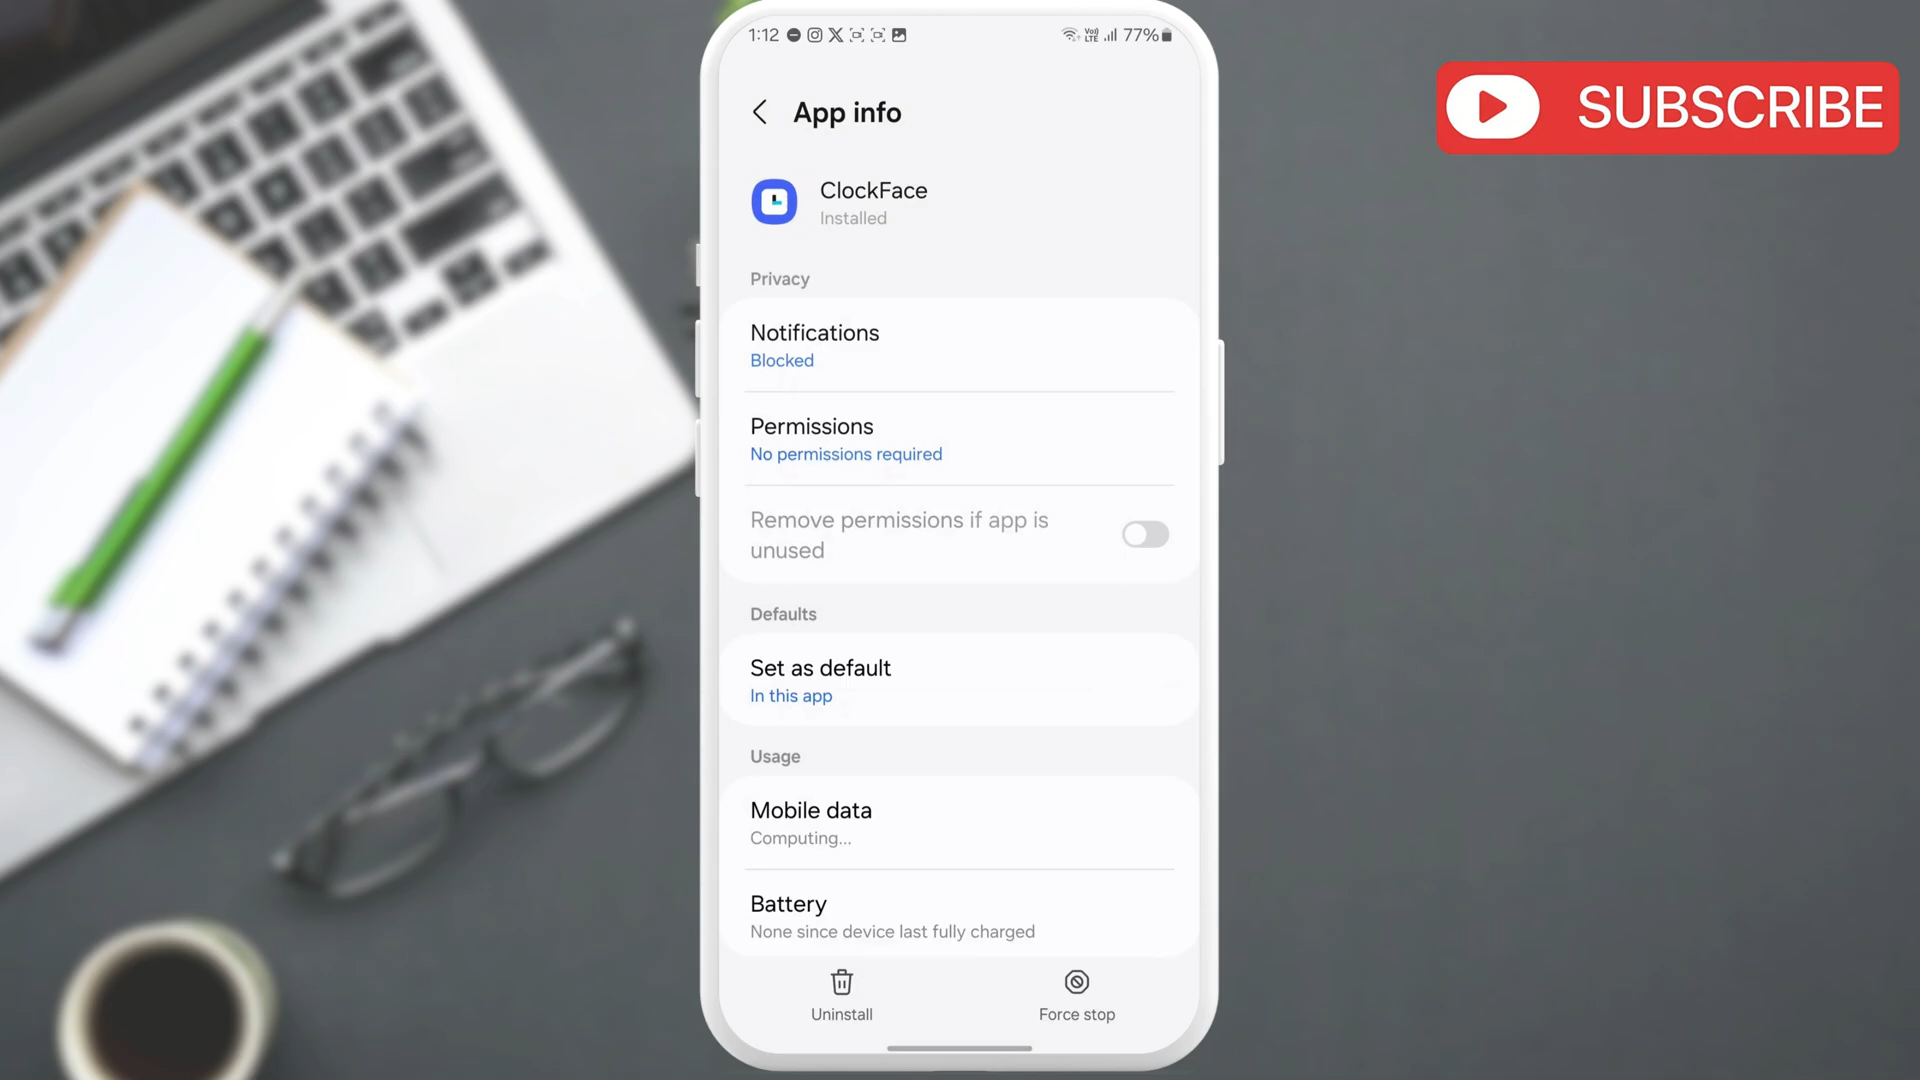 1:12
Vo)
LTE
77%
App info
SUBSCRIBE
ClockFace
Installed
Privacy
Notifications
Blocked
Permissions
No permissions required
Remove permissions if app is
unused
Defaults
Set as default
In this app
Usage
Mobile data
Computing...
Battery
None since device last fully charged
Uninstall
Force stop